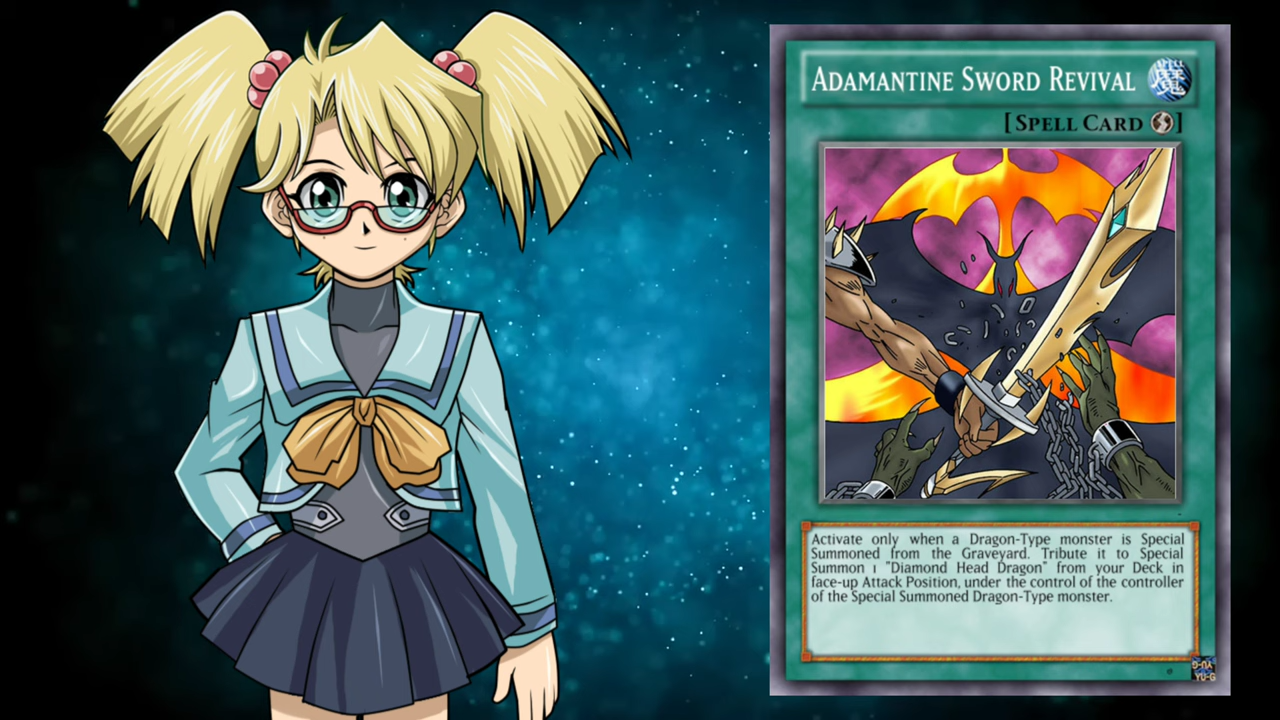 ADAMANTINE SWORD REVIVAL 魔
[SPELL CARD]
Activate only when a Dragon-Type monster is Special
Summoned from the Graveyard. Tribute it to Special
Summon 1 "Diamond Head Dragon" from your Deck in
face-up Attack Position, under the control of the controller
of the Special Summoned Dragon-Type monster.